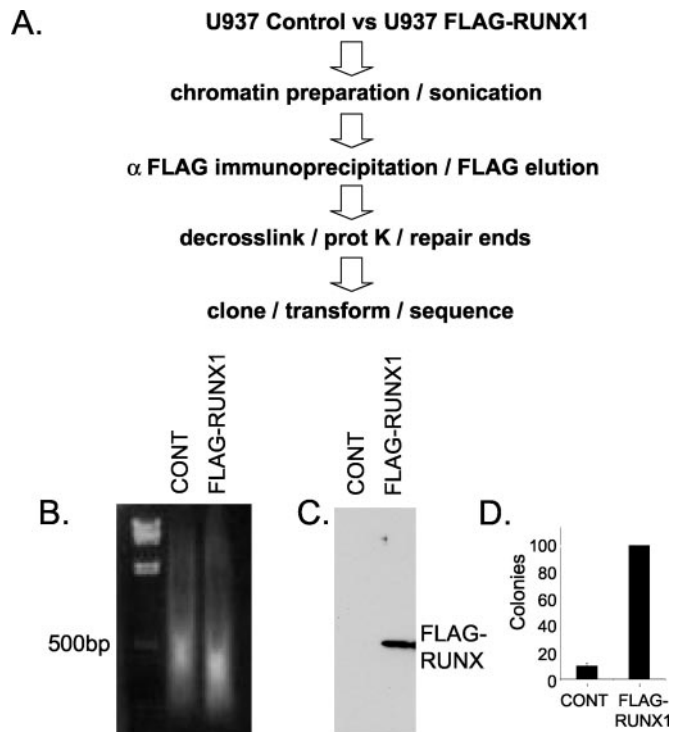 A.
U937 Control vs U937 FLAG-RUNX1
chromatin preparation / sonication
α FLAG immunoprecipitation / FLAG elution
decrosslink / prot K / repair ends
clone / transform / sequence
B.
CONT
FLAG-RUNX1
500bp
C.
CONT
FLAG-RUNX1
FLAG-
RUNX
D.
Colonies
100
80
60
40
20
0
CONT
FLAG-
RUNX1